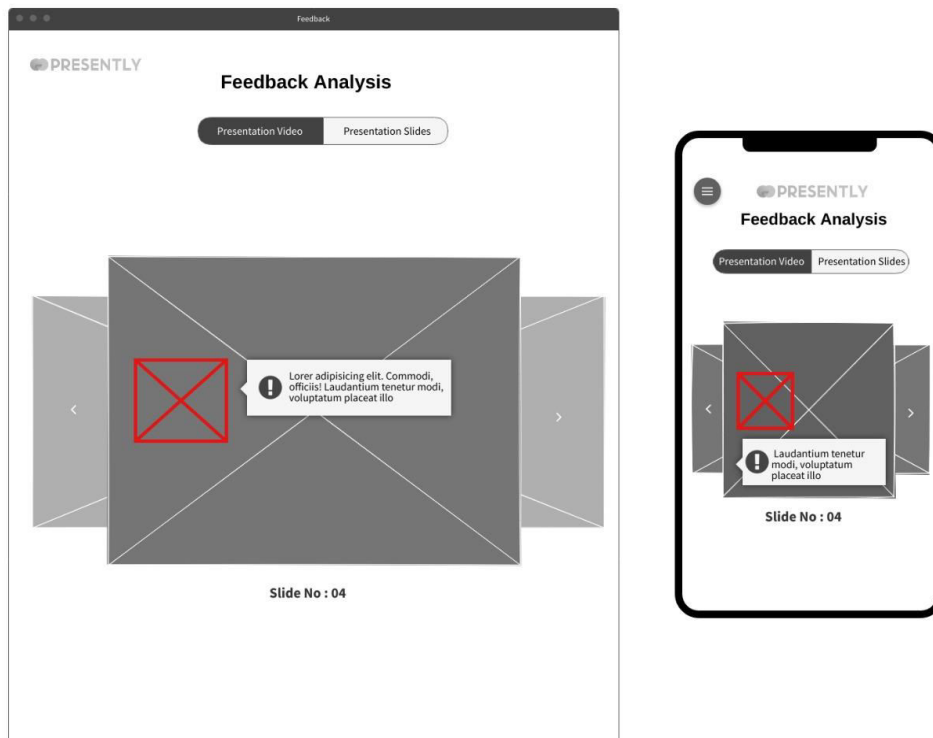 Feedback
PRESENTLY
Feedback Analysis
Presentation Video
Presentation Slides
Lorer adipisicing elit. Commodi,
officiis! Laudantium tenetur modi,
voluptatum placeat illo
Slide No : 04
PRESENTLY
Feedback Analysis
Presentation Video
Presentation Slides
Laudantium tenetur
modi, voluptatum
placeat illo
Slide No : 04